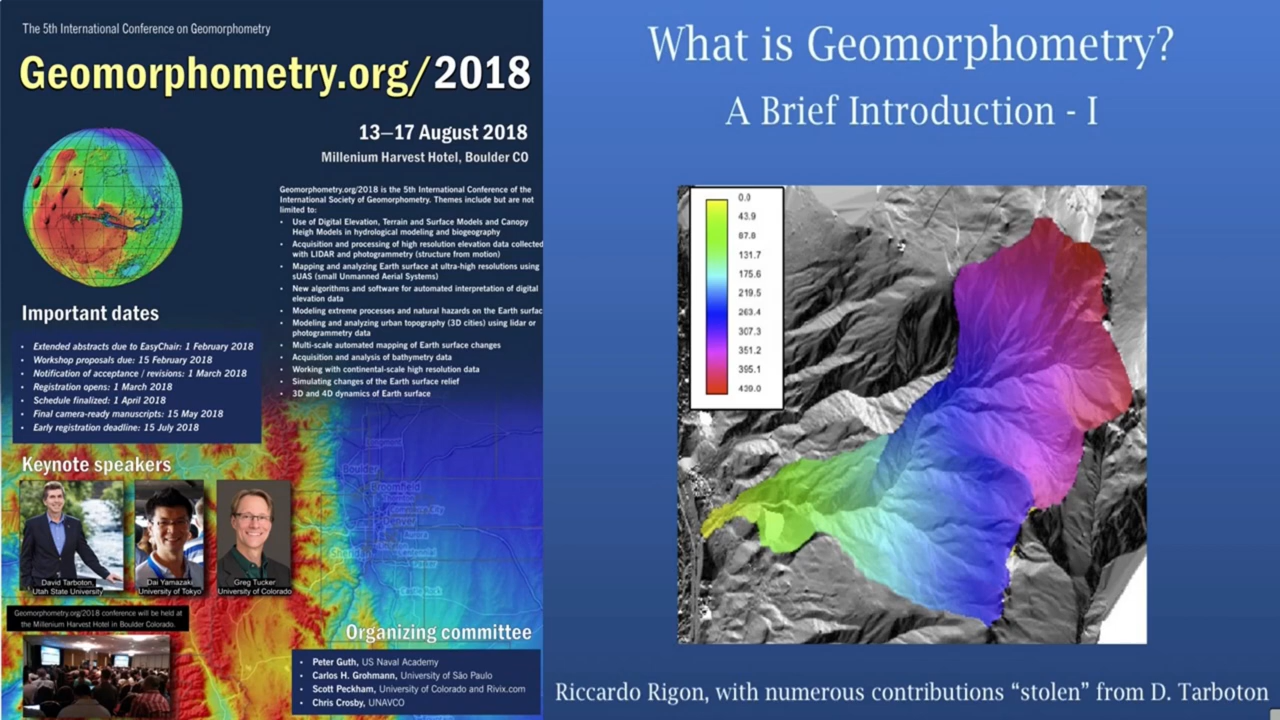 The 5th International Conference on Geomorphometry
Geomorphometry.org/2018
13–17 August 2018
Millenium Harvest Hotel, Boulder CO
Geomorphometry.org/2018 is the 5th International Conference of the
International Society of Geomorphometry. Themes include but are not
limited to:
• Use of Digital Elevation, Terrain and Surface Models and Canopy
Heigh Models in hydrological modeling and biogeography
• Acquisition and processing of high resolution elevation data collected
with LIDAR and photogrammetry (structure from motion)
• Mapping and analyzing Earth surface at ultra-high resolutions using
sUAS (small Unmanned Aerial Systems)
• New algorithms and software for automated interpretation of digital
elevation data
• Modeling extreme processes and natural hazards on the Earth surfac
• Modeling and analyzing urban topography (3D cities) using lidar or
photogrammetry data
• Multi-scale automated mapping of Earth surface changes
• Acquisition and analysis of bathymetry data
• Working with continental-scale high resolution data
• Simulating changes of the Earth surface relief
• 3D and 4D dynamics of Earth surface
Important dates
• Extended abstracts due to EasyChair: 1 February 2018
• Workshop proposals due: 15 February 2018
• Notification of acceptance / revisions: 1 March 2018
• Registration opens: 1 March 2018
• Schedule finalized: 1 April 2018
• Final camera-ready manuscripts: 15 May 2018
• Early registration deadline: 15 July 2018
Longmont
Boulder
Broomfield
Thornton
Commerce City
Denver
Aurora
Centennial
Sheridan
Parker
Castle Rock
Keynote speakers
David Tarboton,
Utah State University
Dai Yamazaki
University of Tokyo
Greg Tucker
University of Colorado
Geomorphometry.org/2018 conference will be held at
the Millenium Harvest Hotel in Boulder Colorado.
Organizing committee
• Peter Guth, US Naval Academy
• Carlos H. Grohmann, University of São Paulo
• Scott Peckham, University of Colorado and Rivix.com
• Chris Crosby, UNAVCO
What is Geomorphometry?
A Brief Introduction - I
0.0
43.9
87.8
131.7
175.6
219.5
263.4
307.3
351.2
395.1
439.0
Riccardo Rigon, with numerous contributions “stolen” from D. Tarboton